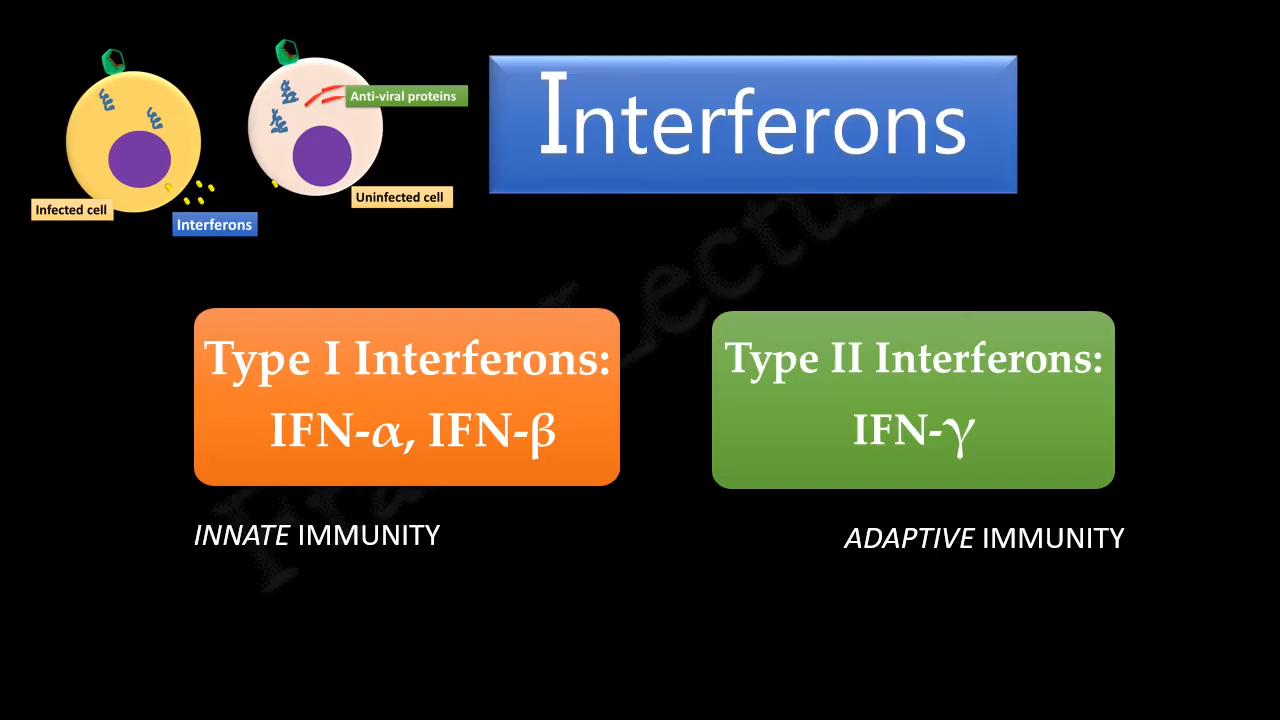 Anti-viral proteins
Infected cell
Interferons
Uninfected cell
Interferons
Type I Interferons:
IFN-α, IFN-β
INNATE IMMUNITY
Type II Interferons:
IFN-γ
ADAPTIVE IMMUNITY